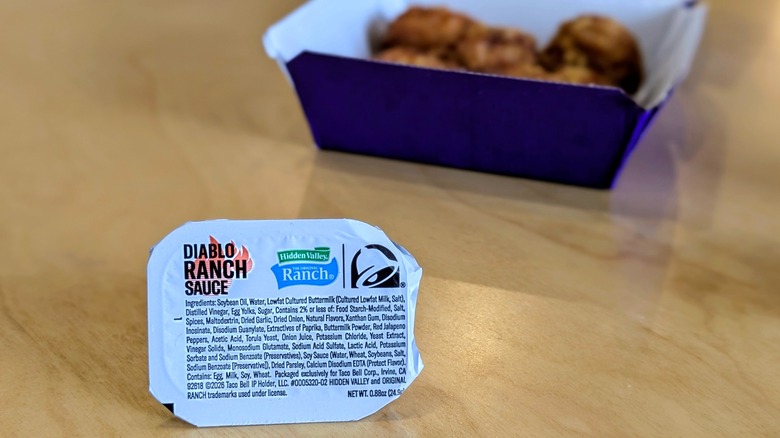 DIABLO
RANCH
SAUCE
Hidden Valley®
THE ORIGINAL
Ranch®
Ingredients: Soybean Oil, Water, Lowfat Cultured Buttermilk (Cultured Lowfat Milk, Salt),
Distilled Vinegar, Egg Yolks, Sugar, Contains 2% or less of: Food Starch-Modified, Salt,
Spices, Maltodextrin, Dried Garlic, Dried Onion, Natural Flavors, Xanthan Gum, Disodium
Inosinate, Disodium Guanylate, Extractives of Paprika, Buttermilk Powder, Red Jalapeno
Peppers, Acetic Acid, Torula Yeast, Onion Juice, Potassium Chloride, Yeast Extract,
Vinegar Solids, Monosodium Glutamate, Sodium Acid Sulfate, Lactic Acid, Potassium
Sorbate and Sodium Benzoate (Preservatives), Soy Sauce (Water, Wheat, Soybeans, Salt,
Sodium Benzoate [Preservative]), Dried Parsley, Calcium Disodium EDTA (Protect Flavor).
Contains: Egg, Milk, Soy, Wheat. Packaged exclusively for Taco Bell Corp., Irvine, CA
92618 ©2026 Taco Bell IP Holder, LLC. #0005320-02 HIDDEN VALLEY and ORIGINAL
RANCH trademarks used under license. NET WT. 0.88oz (24.9g